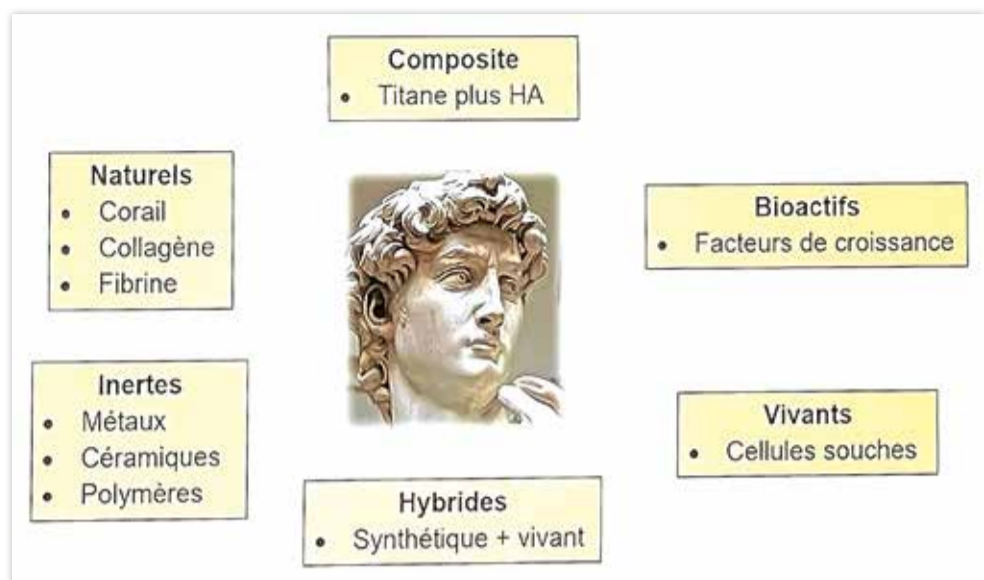 Composite
• Titane plus HA
Naturels
• Corail
• Collagène
• Fibrine
Bioactifs
• Facteurs de croissance
Inertes
• Métaux
• Céramiques
• Polymères
Vivants
• Cellules souches
Hybrides
• Synthétique + vivant